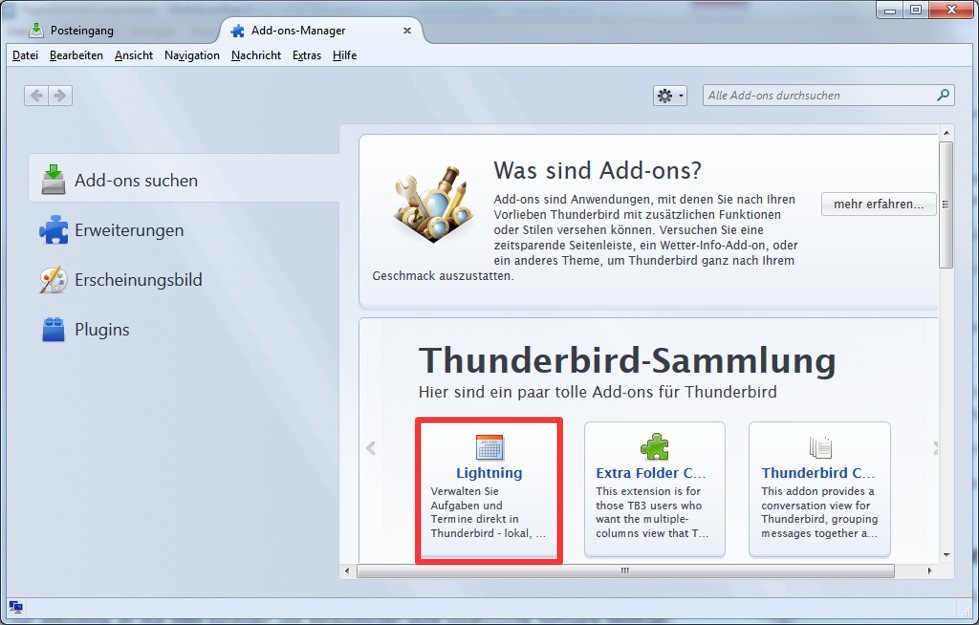 Posteingang
Add-ons-Manager
Datei Bearbeiten Ansicht Navigation Nachricht Extras Hilfe
Alle Add-ons durchsuchen
Add-ons suchen
Erweiterungen
Erscheinungsbild
Plugins
Was sind Add-ons?
Add-ons sind Anwendungen, mit denen Sie nach Ihren
Vorlieben Thunderbird mit zusätzlichen Funktionen
oder Stilen versehen können. Versuchen Sie eine
zeitsparende Seitenleiste, ein Wetter-Info-Add-on, oder
ein anderes Theme, um Thunderbird ganz nach Ihrem
Geschmack auszustatten.
mehr erfahren...
Thunderbird-Sammlung
Hier sind ein paar tolle Add-ons für Thunderbird
Lightning
Verwalten Sie
Aufgaben und
Termine direkt in
Thunderbird - lokal, ...
Extra Folder C...
This extension is for
those TB3 users who
want the multiple-
columns view that T...
Thunderbird C...
This addon provides a
conversation view for
Thunderbird, grouping
messages together a...